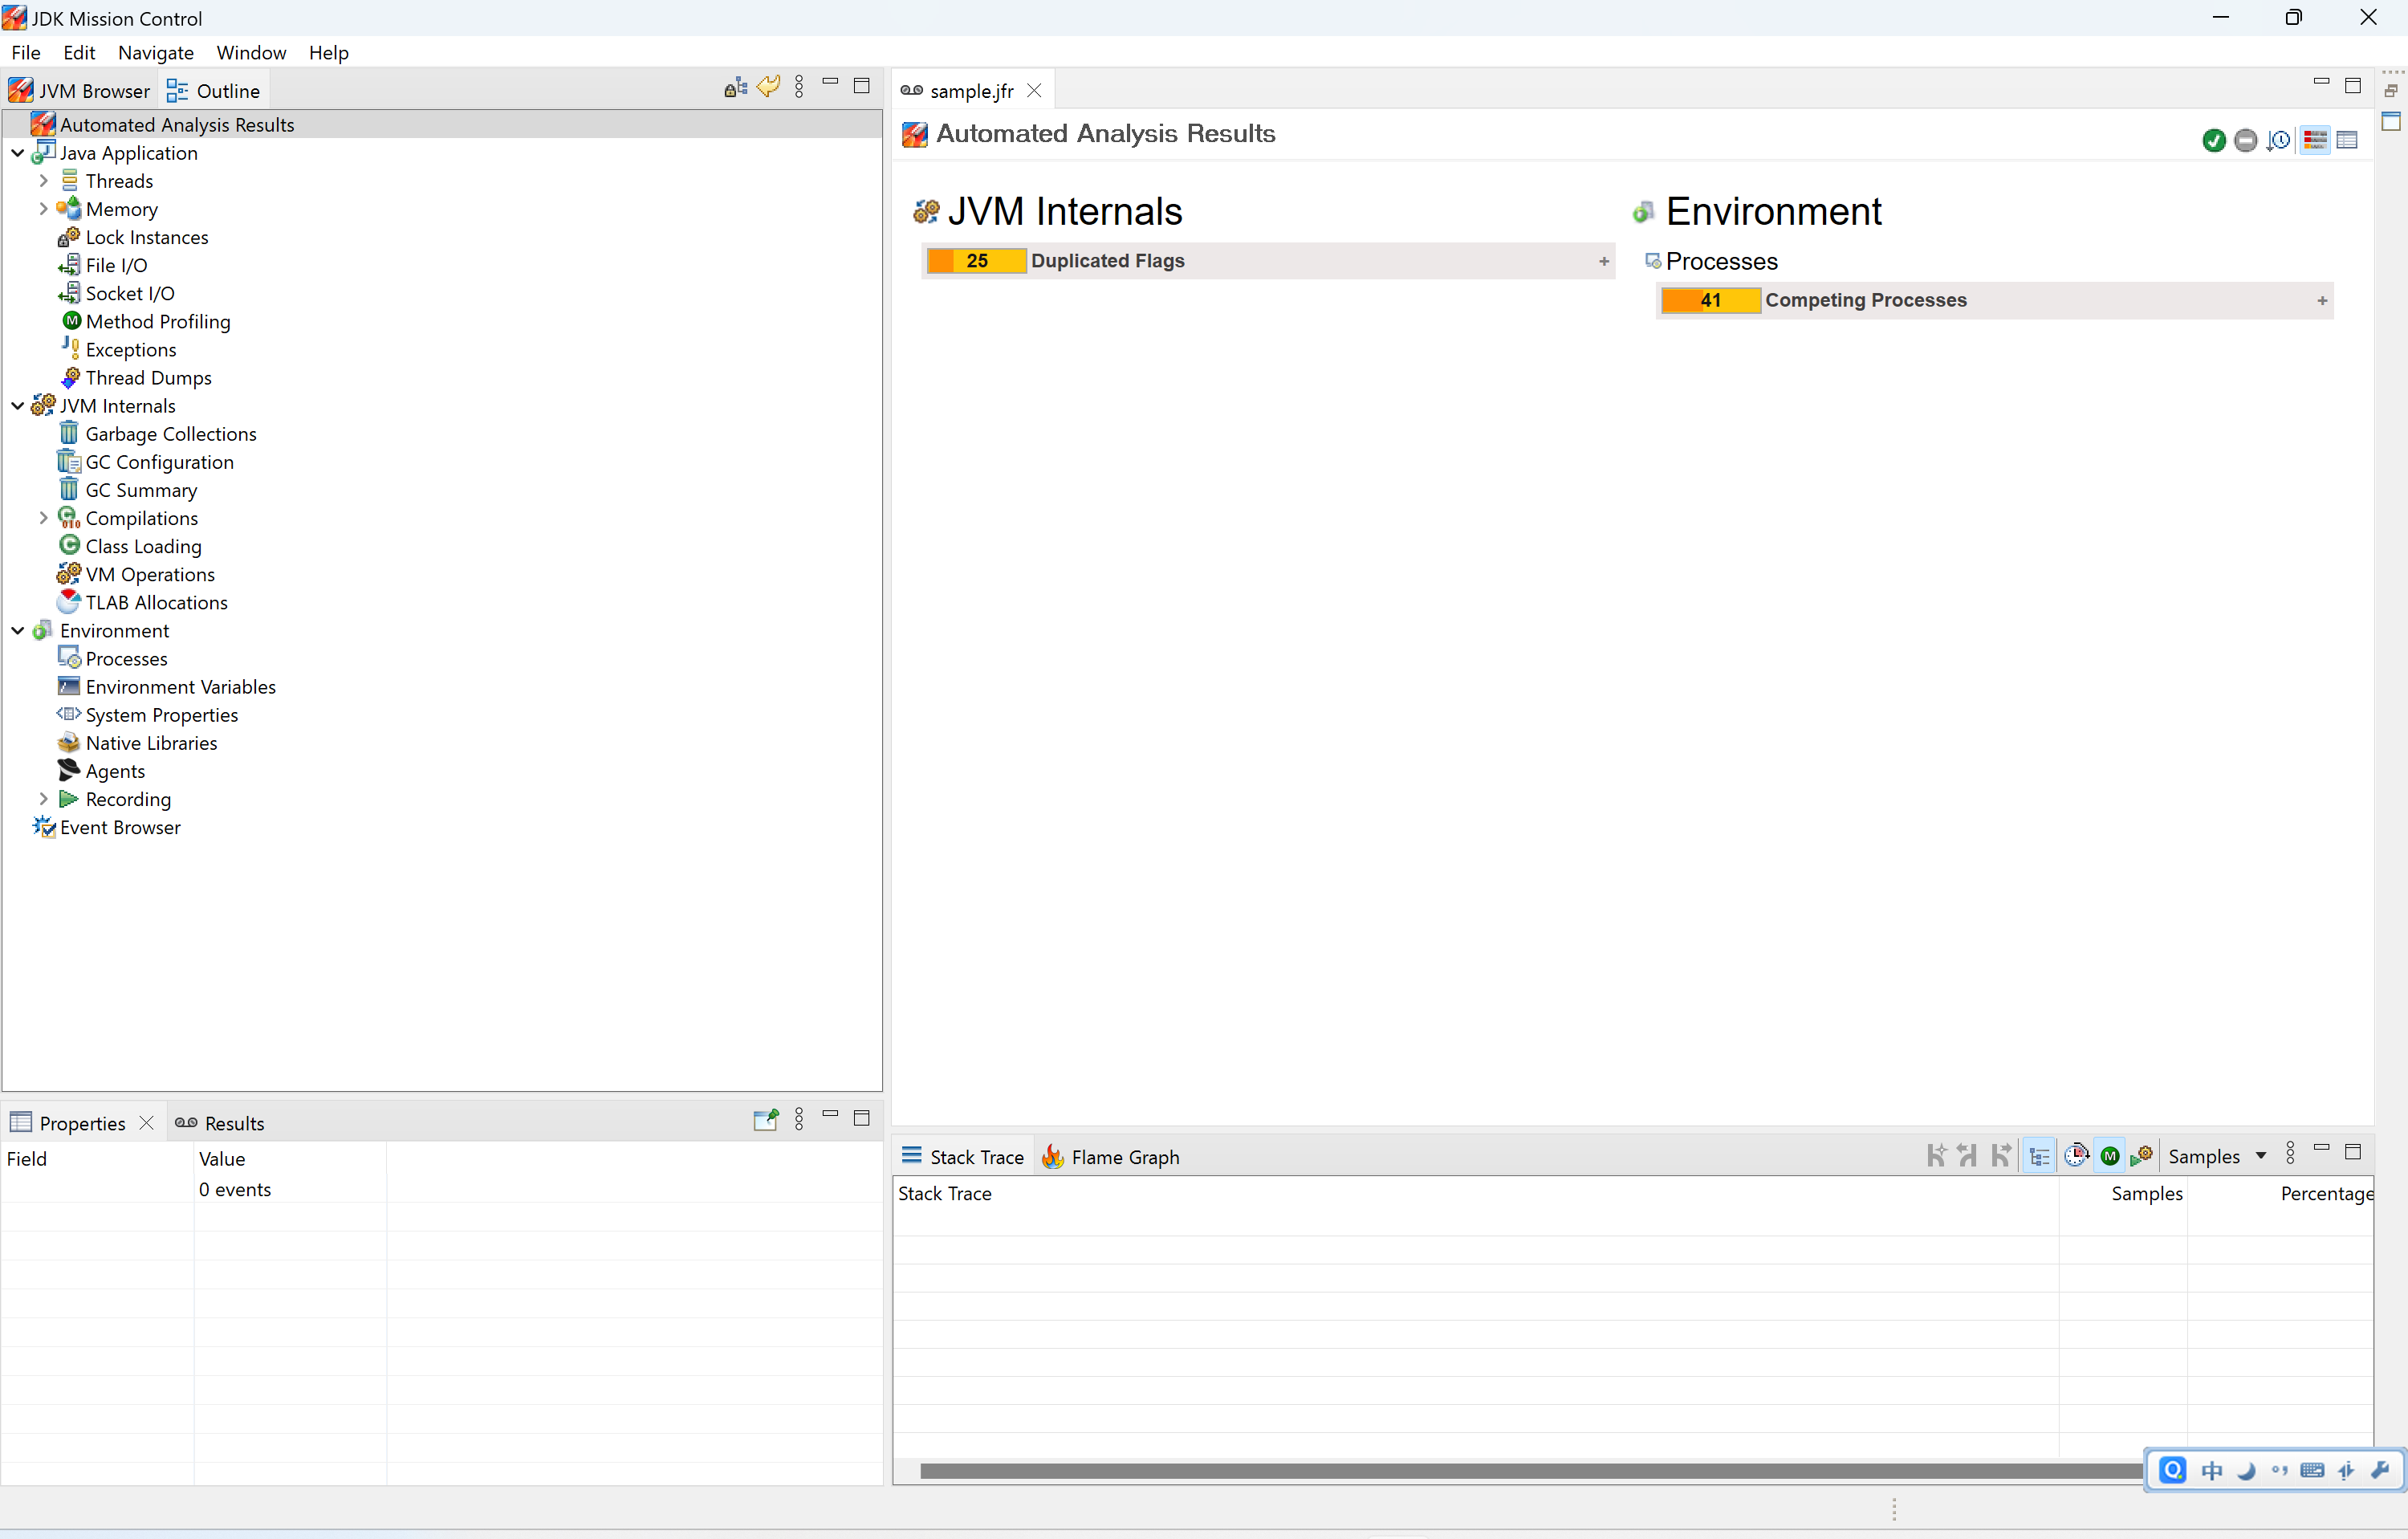 JDK Mission Control
File Edit Navigate Window Help
JVM Browser Outline
Automated Analysis Results
Java Application
Threads
Memory
Lock Instances
File I/O
Socket I/O
Method Profiling
Exceptions
Thread Dumps
JVM Internals
Garbage Collections
GC Configuration
GC Summary
Compilations
Class Loading
VM Operations
TLAB Allocations
Environment
Processes
Environment Variables
System Properties
Native Libraries
Agents
Recording
Event Browser
Properties Results
Field Value
0 events
sample.jfr
Automated Analysis Results
JVM Internals
25 Duplicated Flags +
Environment
Processes
41 Competing Processes +
Stack Trace Flame Graph Samples
Stack Trace Samples Percentage
中